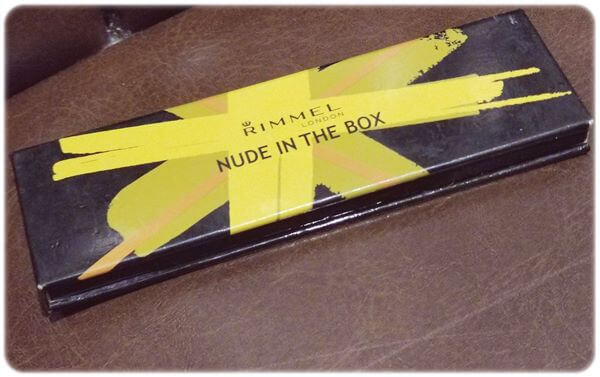 RIMMEL
LONDON
NUDE IN THE BOX